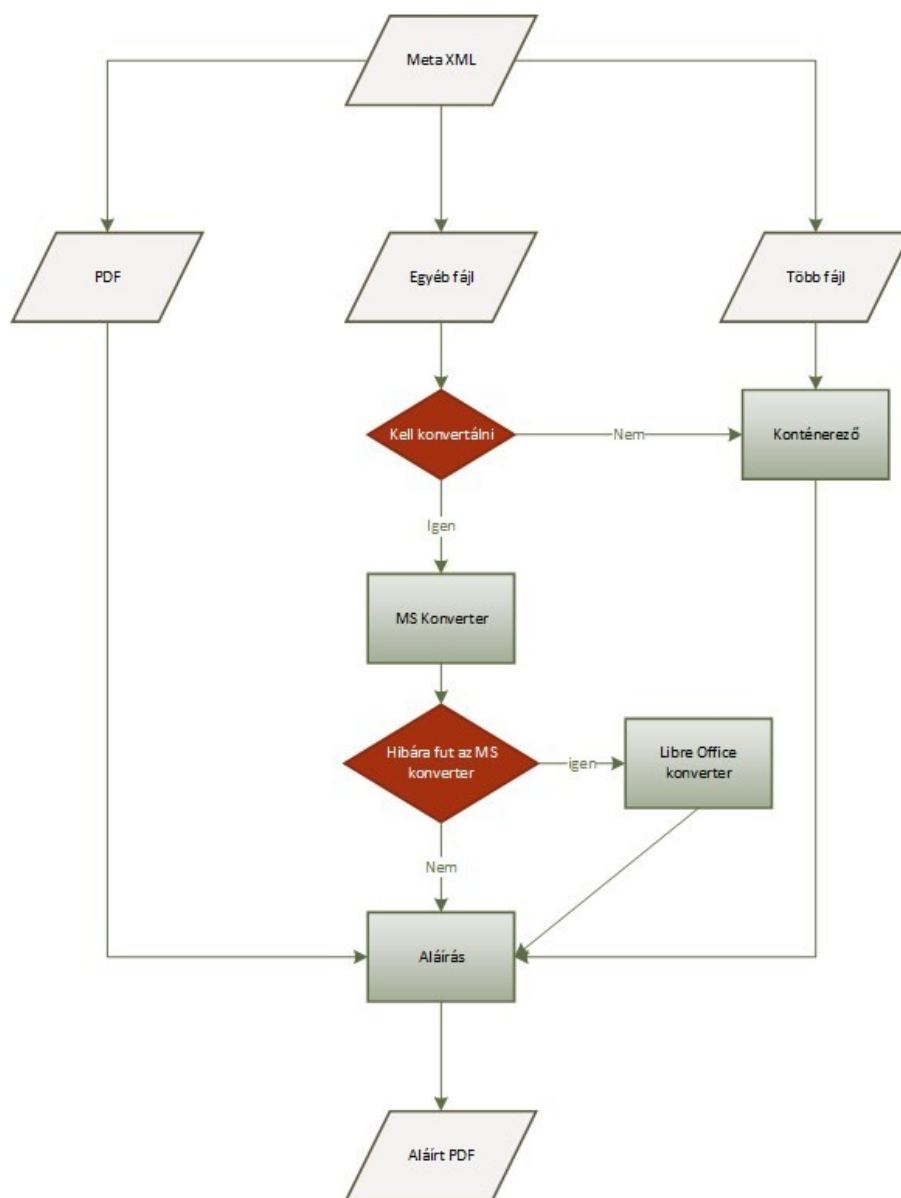 Meta XML
PDF
Egyéb fájl
Több fájl
Kell konvertálni
Nem
Konténerező
Igen
MS Konverter
Hibára fut az MS
konverter
igen
Libre Office
konverter
Nem
Aláírás
Aláírt PDF